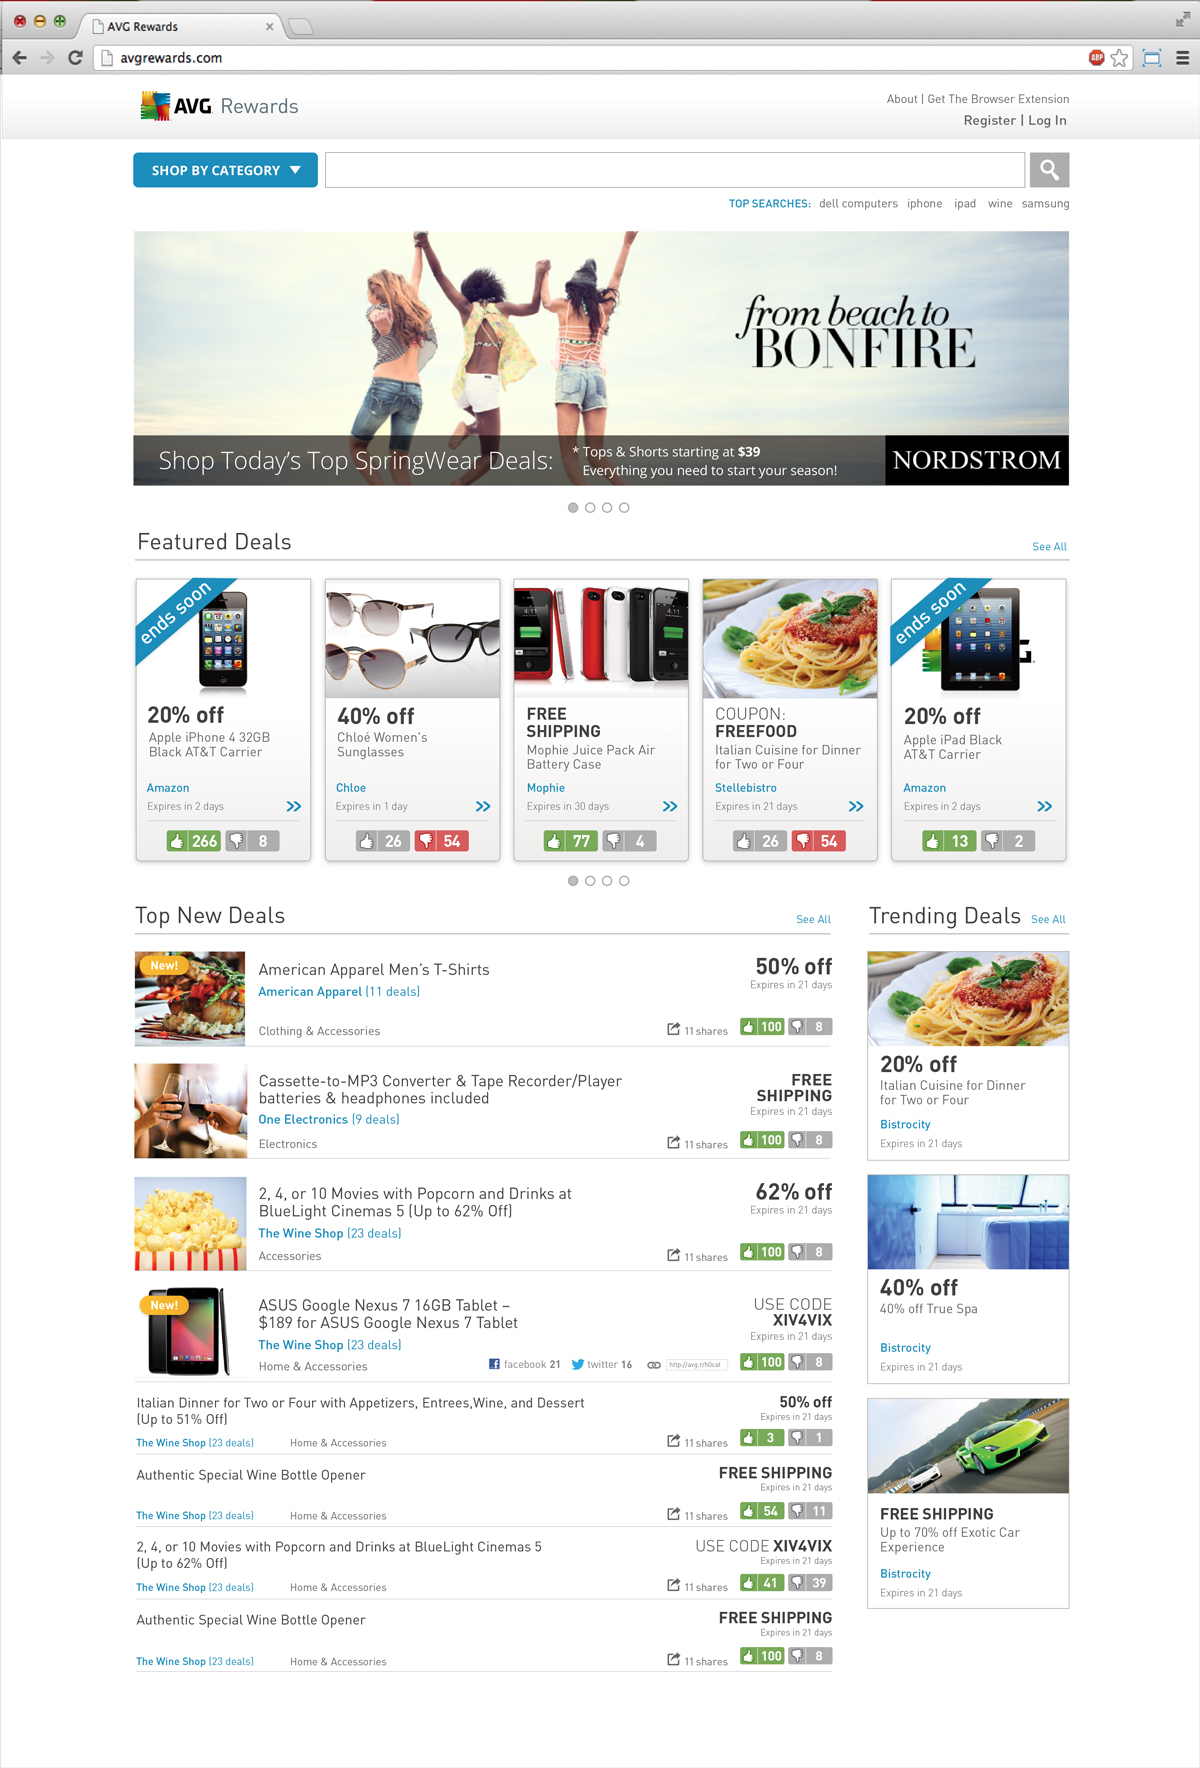 AVG Rewards
avgrewards.com
ABP
AVG Rewards
About | Get The Browser Extension
Register | Log In
SHOP BY CATEGORY
TOP SEARCHES: dell computers iphone ipad wine samsung
from beach to
BONFIRE
Shop Today's Top SpringWear Deals:
* Tops & Shorts starting at $39
Everything you need to start your season!
NORDSTROM
Featured Deals
See All
ends soon
20% off
Apple iPhone 4 32GB
Black AT&T Carrier
Amazon
Expires in 2 days
266 8
40% off
Chloé Women's
Sunglasses
Chloe
Expires in 1 day
26 54
4:11
4:11
FREE
SHIPPING
Mophie Juice Pack Air
Battery Case
Mophie
Expires in 30 days
77 4
COUPON:
FREEFOOD
Italian Cuisine for Dinner
for Two or Four
Stellebistro
Expires in 21 days
26 54
ends soon
20% off
Apple iPad Black
AT&T Carrier
Amazon
Expires in 2 days
13 2
Top New Deals
See All
New!
American Apparel Men's T-Shirts
American Apparel (11 deals)
Clothing & Accessories
50% off
Expires in 21 days
11 shares 100 8
Cassette-to-MP3 Converter & Tape Recorder/Player
batteries & headphones included
One Electronics (9 deals)
Electronics
FREE
SHIPPING
Expires in 21 days
11 shares 100 8
2, 4, or 10 Movies with Popcorn and Drinks at
BlueLight Cinemas 5 (Up to 62% Off)
The Wine Shop (23 deals)
Accessories
62% off
Expires in 21 days
11 shares 100 8
New!
ASUS Google Nexus 7 16GB Tablet –
$189 for ASUS Google Nexus 7 Tablet
The Wine Shop (23 deals)
Home & Accessories
USE CODE
XIV4VIX
Expires in 21 days
facebook 21 twitter 16 http://avg.r/h0cat 100 8
Italian Dinner for Two or Four with Appetizers, Entrees,Wine, and Dessert
(Up to 51% Off)
The Wine Shop (23 deals) Home & Accessories
50% off
Expires in 21 days
11 shares 3 1
Authentic Special Wine Bottle Opener
The Wine Shop (23 deals) Home & Accessories
FREE SHIPPING
Expires in 21 days
11 shares 54 11
2, 4, or 10 Movies with Popcorn and Drinks at BlueLight Cinemas 5
(Up to 62% Off)
The Wine Shop (23 deals) Home & Accessories
USE CODE XIV4VIX
Expires in 21 days
11 shares 41 39
Authentic Special Wine Bottle Opener
The Wine Shop (23 deals) Home & Accessories
FREE SHIPPING
Expires in 21 days
11 shares 100 8
Trending Deals
See All
20% off
Italian Cuisine for Dinner
for Two or Four
Bistrocity
Expires in 21 days
40% off
40% off True Spa
Bistrocity
Expires in 21 days
FREE SHIPPING
Up to 70% off Exotic Car
Experience
Bistrocity
Expires in 21 days